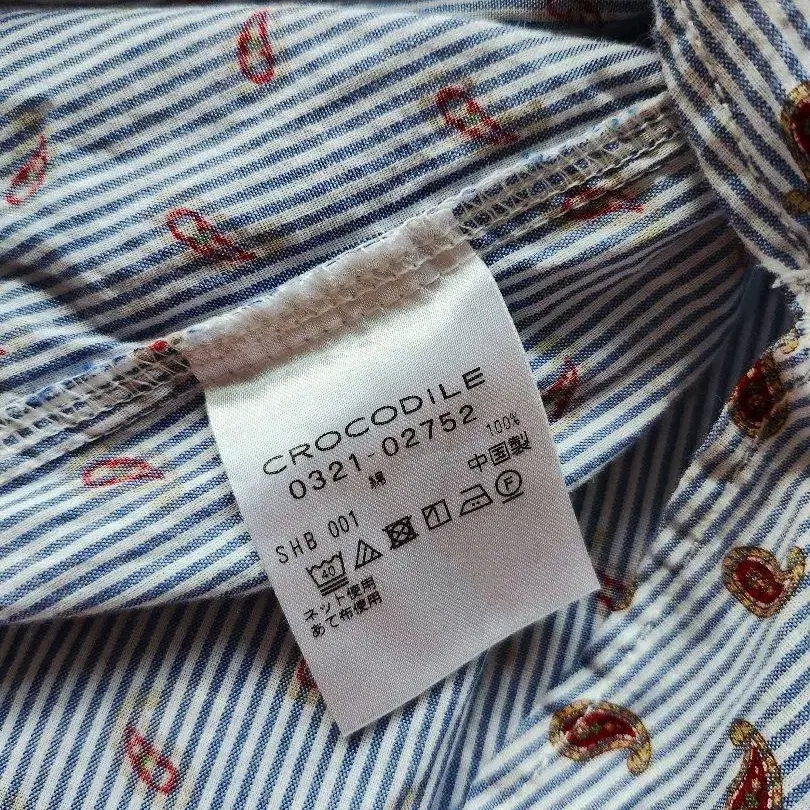 CROCODILE
0321-02752
綿 100%
中国製
SHB 001
40
F
ネット使用
あて布使用